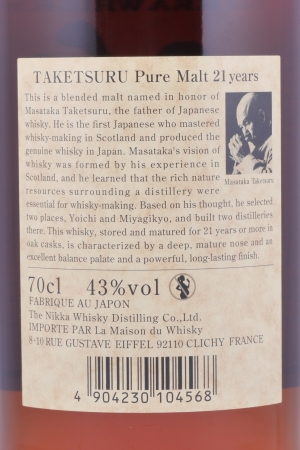 TAKETSURU Pure Malt 21 years
This is a blended malt named in honor of
Masataka Taketsuru, the father of Japanese
whisky. He is the first Japanese who mastered
whisky-making in Scotland and produced the
genuine whisky in Japan. Masataka's vision of
whisky was formed by his experience in
Scotland, and he learned that the rich nature
resources surrounding a distillery were
essential for whisky-making. Based on his thought, he selected
two places, Yoichi and Miyagikyo, and built two distilleries
there. This whisky, stored and matured for 21 years or more in
oak casks, is characterized by a deep, mature nose and an
excellent balance palate and a powerful, long-lasting finish.
Masataka Taketsuru
70cl 43%vol
FABRIQUE AU JAPON
The Nikka Whisky Distilling Co.,Ltd.
IMPORTE PAR La Maison du Whisky
8-10 RUE GUSTAVE EIFFEL 92110 CLICHY FRANCE
4 904230 104568